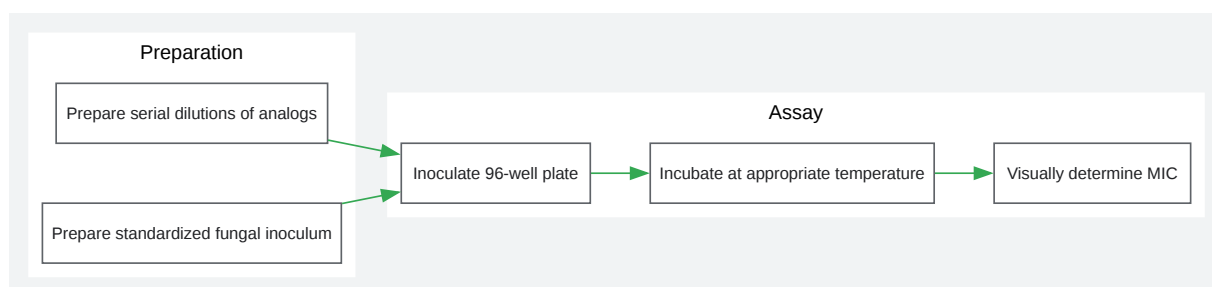 Preparation
Prepare serial dilutions of analogs
Prepare standardized fungal inoculum
Assay
Inoculate 96-well plate
Incubate at appropriate temperature
Visually determine MIC